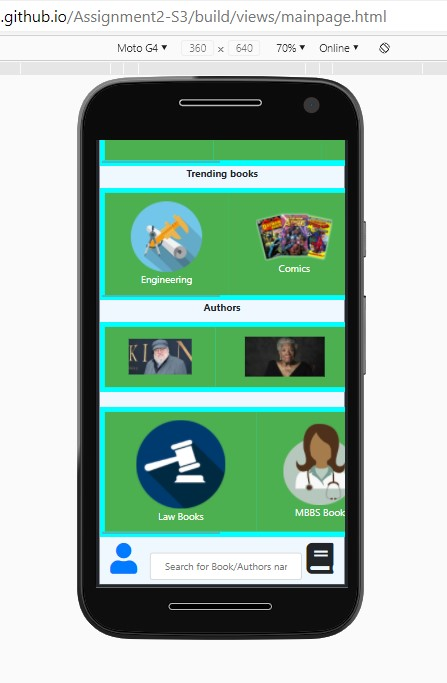 .github.io/Assignment2-S3/build/views/mainpage.html
Moto G4 ▼ 360 x 640 70% ▼ Online ▼
Trending books
Engineering
Comics
Authors
K I N
Law Books
MBBS Book
Search for Book/Authors nar